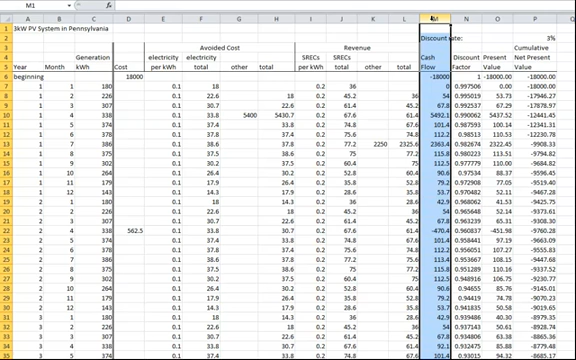 M1 fx
A B C D E F G H I J K L M N O P
1 3kW PV System in Pennsylvania
2 Discount rate: 3%
3 Avoided Cost Revenue Cumulative
4 Generation electricity electricity SRECs SRECs Cash Discount Present Net Present
5 Year Month kWh Cost per kWh total other total per kWh total other total Flow Factor Value Value
6 beginning 18000 -18000 1 -18000.00 -18000.00
7 1 1 180 0.1 18 0.2 36 0 0.997506 0.00 -18000.00
8 1 2 226 0.1 22.6 0.2 45.2 36 54 0.995019 53.73 -17946.27
9 1 3 307 0.1 30.7 22.6 0.2 61.4 45.2 67.8 0.992537 67.29 -17878.97
10 1 4 338 0.1 33.8 5400 5430.7 0.2 67.6 61.4 5492.1 0.990062 5437.52 -12441.45
11 1 5 374 0.1 37.4 33.8 0.2 74.8 67.6 101.4 0.987593 100.14 -12341.31
12 1 6 378 0.1 37.8 37.4 0.2 75.6 74.8 112.2 0.98513 110.53 -12230.78
13 1 7 386 0.1 38.6 37.8 0.2 77.2 2250 2325.6 2363.4 0.982674 2322.45 -9908.33
14 1 8 375 0.1 37.5 38.6 0.2 75 77.2 115.8 0.980223 113.51 -9794.82
15 1 9 302 0.1 30.2 37.5 0.2 60.4 75 112.5 0.977779 110.00 -9684.82
16 1 10 264 0.1 26.4 30.2 0.2 52.8 60.4 90.6 0.97534 88.37 -9596.45
17 1 11 179 0.1 17.9 26.4 0.2 35.8 52.8 79.2 0.972908 77.05 -9519.40
18 1 12 143 0.1 14.3 17.9 0.2 28.6 35.8 53.7 0.970482 52.11 -9467.28
19 2 1 180 0.1 18 14.3 0.2 36 28.6 42.9 0.968062 41.53 -9425.75
20 2 2 226 0.1 22.6 18 0.2 45.2 36 54 0.965648 52.14 -9373.61
21 2 3 307 0.1 30.7 22.6 0.2 61.4 45.2 67.8 0.963239 65.31 -9308.30
22 2 4 338 562.5 0.1 33.8 30.7 0.2 67.6 61.4 -470.4 0.960837 -451.98 -9760.28
23 2 5 374 0.1 37.4 33.8 0.2 74.8 67.6 101.4 0.958441 97.19 -9663.09
24 2 6 378 0.1 37.8 37.4 0.2 75.6 74.8 112.2 0.956051 107.27 -9555.83
25 2 7 386 0.1 38.6 37.8 0.2 77.2 75.6 113.4 0.953667 108.15 -9447.68
26 2 8 375 0.1 37.5 38.6 0.2 75 77.2 115.8 0.951289 110.16 -9337.52
27 2 9 302 0.1 30.2 37.5 0.2 60.4 75 112.5 0.948916 106.75 -9230.77
28 2 10 264 0.1 26.4 30.2 0.2 52.8 60.4 90.6 0.94655 85.76 -9145.01
29 2 11 179 0.1 17.9 26.4 0.2 35.8 52.8 79.2 0.94419 74.78 -9070.23
30 2 12 143 0.1 14.3 17.9 0.2 28.6 35.8 53.7 0.941835 50.58 -9019.65
31 3 1 180 0.1 18 14.3 0.2 36 28.6 42.9 0.939486 40.30 -8979.35
32 3 2 226 0.1 22.6 18 0.2 45.2 36 54 0.937143 50.61 -8928.74
33 3 3 307 0.1 30.7 22.6 0.2 61.4 45.2 67.8 0.934806 63.38 -8865.36
34 3 4 338 0.1 33.8 30.7 0.2 67.6 61.4 92.1 0.932475 85.88 -8779.48
35 3 5 374 0.1 37.4 33.8 0.2 74.8 67.6 101.4 0.93015 94.32 -8685.16